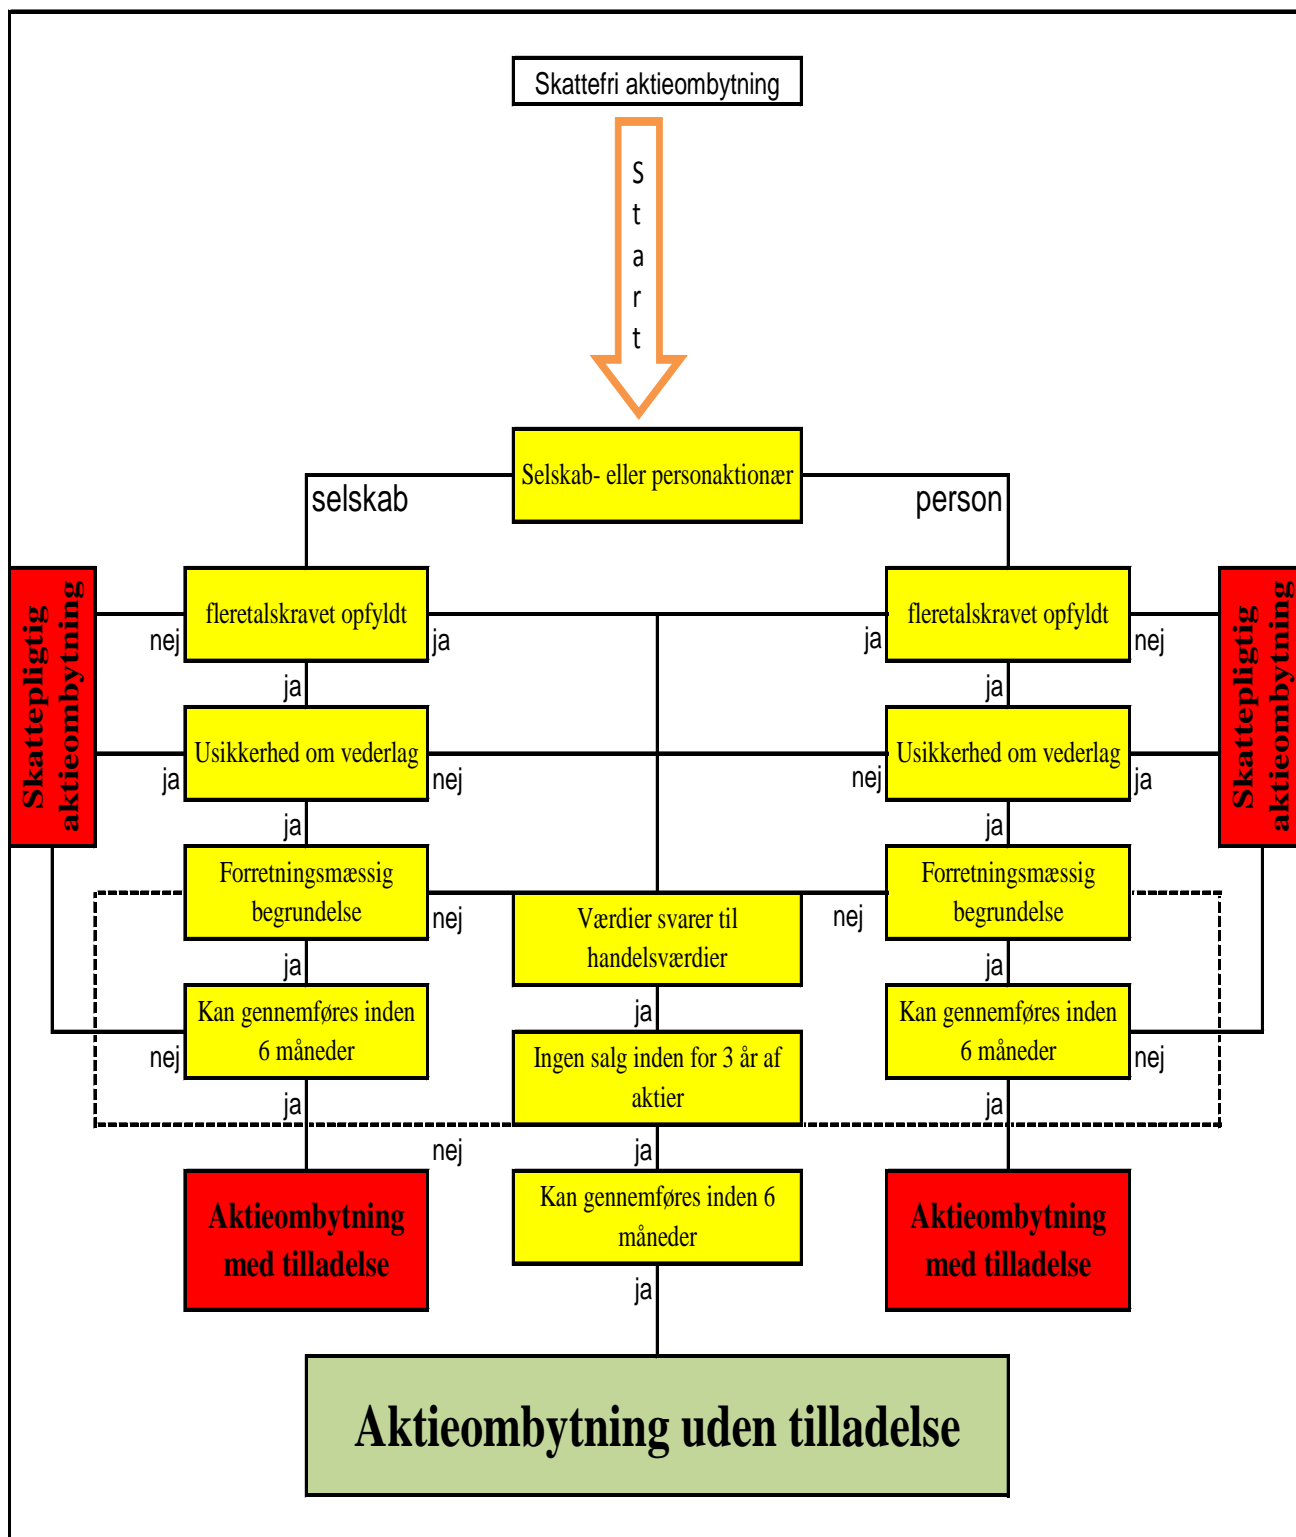 Skattefri aktieombytning
Start
Selskab- eller personaktionær
selskab
person
Skattepligtig
aktieombytning
fleretalskravet opfyldt
nej
ja
ja
fleretalskravet opfyldt
ja
nej
ja
Skattepligtig
aktieombytning
Usikkerhed om vederlag
ja
nej
ja
Usikkerhed om vederlag
nej
ja
ja
Forretningsmæssig
begrundelse
nej
ja
Værdier svarer til
handelsværdier
ja
Forretningsmæssig
begrundelse
nej
ja
Kan gennemføres inden
6 måneder
nej
ja
Ingen salg inden for 3 år af
aktier
nej
ja
Kan gennemføres inden
6 måneder
nej
ja
Aktieombytning
med tilladelse
Kan gennemføres inden 6
måneder
ja
Aktieombytning
med tilladelse
Aktieombytning uden tilladelse